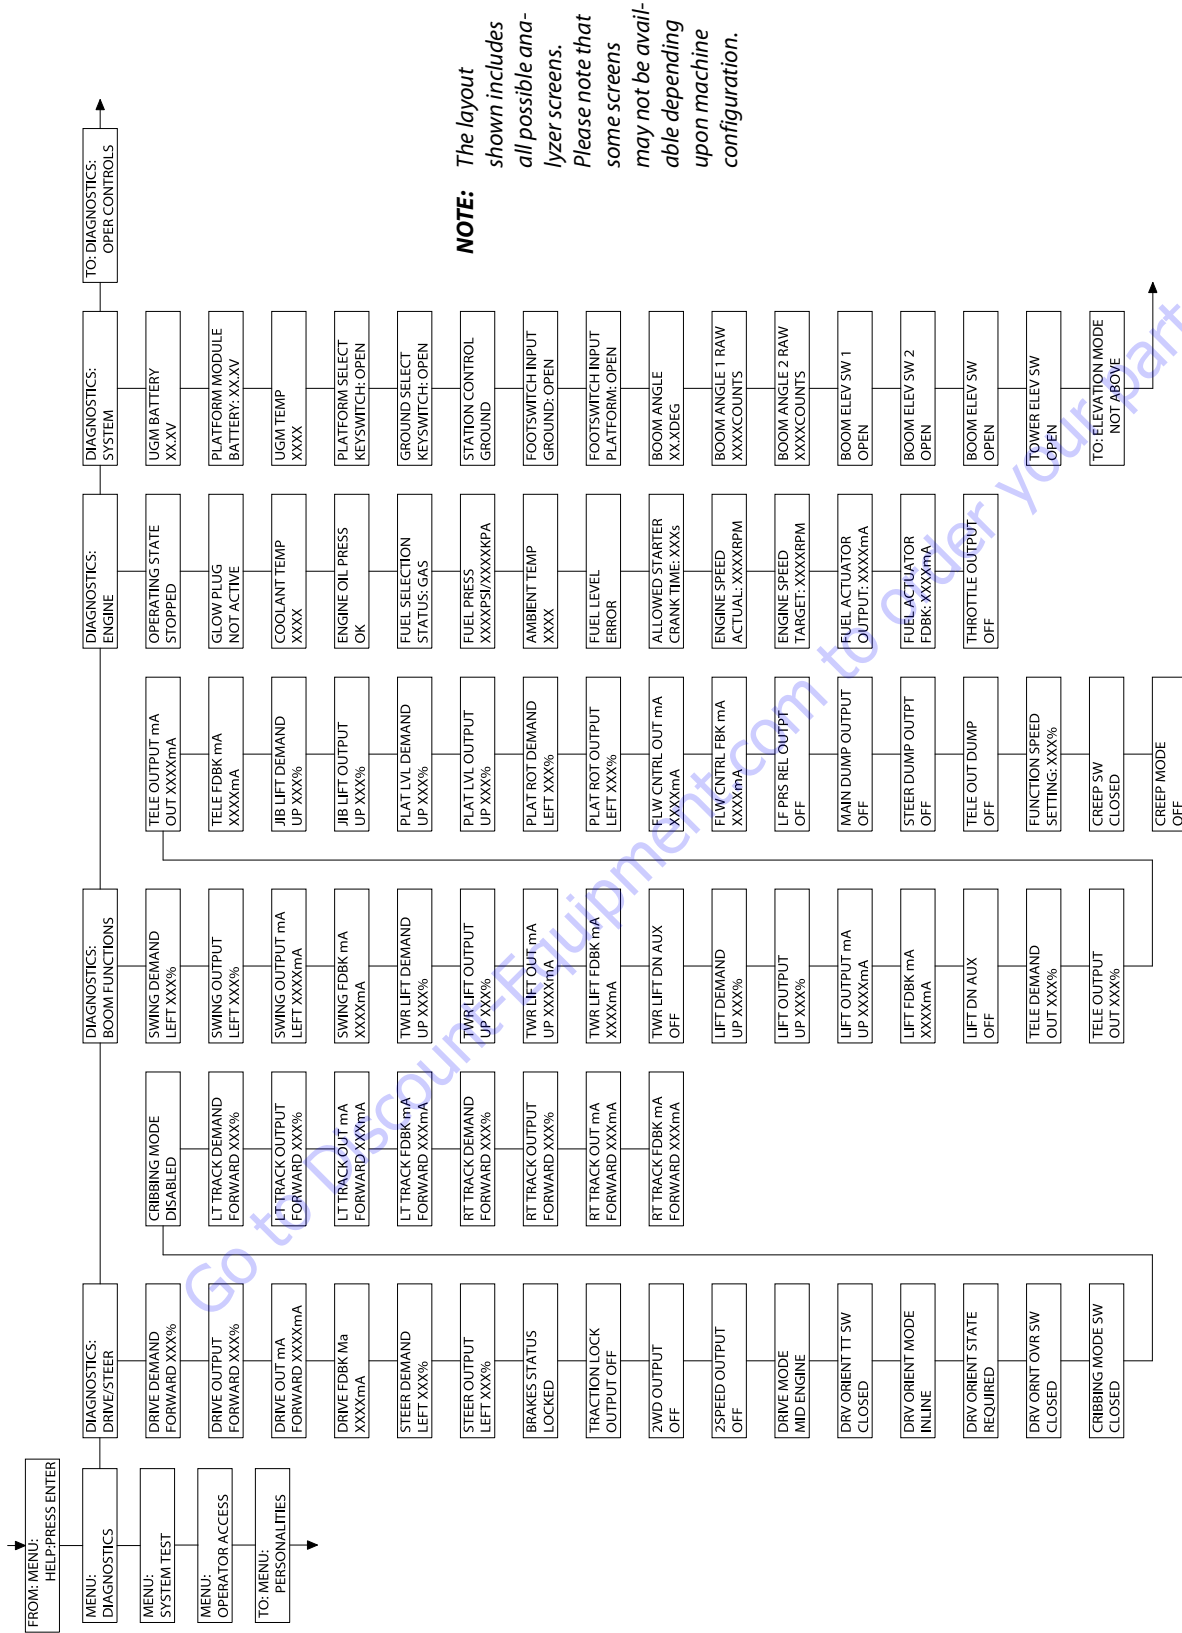 FROM: MENU:
HELP:PRESS ENTER
MENU:
DIAGNOSTICS
MENU:
SYSTEM TEST
MENU:
OPERATOR ACCESS
TO: MENU:
PERSONALITIES
DIAGNOSTICS:
DRIVE/STEER
DRIVE DEMAND
FORWARD XXX%
DRIVE OUTPUT
FORWARD XXX%
DRIVE OUT mA
FORWARD XXXXmA
DRIVE FDBK Ma
XXXXmA
STEER DEMAND
LEFT XXX%
STEER OUTPUT
LEFT XXX%
BRAKES STATUS
LOCKED
TRACTION LOCK
OUTPUT OFF
2WD OUTPUT
OFF
2SPEED OUTPUT
OFF
DRIVE MODE
MID ENGINE
DRV ORIENT TT SW
CLOSED
DRV ORIENT MODE
INLINE
DRV ORIENT STATE
REQUIRED
DRV ORNT OVR SW
CLOSED
CRIBBING MODE SW
CLOSED
CRIBBING MODE
DISABLED
LT TRACK DEMAND
FORWARD XXX%
LT TRACK OUTPUT
FORWARD XXX%
LT TRACK OUT mA
FORWARD XXXmA
LT TRACK FDBK mA
FORWARD XXXmA
RT TRACK DEMAND
FORWARD XXX%
RT TRACK OUTPUT
FORWARD XXX%
RT TRACK OUT mA
FORWARD XXXmA
RT TRACK FDBK mA
FORWARD XXXmA
DIAGNOSTICS:
BOOM FUNCTIONS
SWING DEMAND
LEFT XXX%
SWING OUTPUT
LEFT XXX%
SWING OUTPUT mA
LEFT XXXXmA
SWING FDBK mA
XXXXmA
TWR LIFT DEMAND
UP XXX%
TWR LIFT OUTPUT
UP XXX%
TWR LIFT OUT mA
UP XXXXmA
TWR LIFT FDBK mA
XXXXmA
TWR LIFT DN AUX
OFF
LIFT DEMAND
UP XXX%
LIFT OUTPUT
UP XXX%
LIFT OUTPUT mA
UP XXXXmA
LIFT FDBK mA
XXXXmA
LIFT DN AUX
OFF
TELE DEMAND
OUT XXX%
TELE OUTPUT
OUT XXX%
TELE OUTPUT mA
OUT XXXXmA
TELE FDBK mA
XXXXmA
JIB LIFT DEMAND
UP XXX%
JIB LIFT OUTPUT
UP XXX%
PLAT LVL DEMAND
UP XXX%
PLAT LVL OUTPUT
UP XXX%
PLAT ROT DEMAND
LEFT XXX%
PLAT ROT OUTPUT
LEFT XXX%
FLW CNTRL OUT mA
XXXXmA
FLW CNTRL FBK mA
XXXXmA
LF PRS REL OUTPT
OFF
MAIN DUMP OUTPUT
OFF
STEER DUMP OUTPT
OFF
TELE OUT DUMP
OFF
FUNCTION SPEED
SETTING: XXX%
CREEP SW
CLOSED
CREEP MODE
OFF
DIAGNOSTICS:
ENGINE
OPERATING STATE
STOPPED
GLOW PLUG
NOT ACTIVE
COOLANT TEMP
XXXX
ENGINE OIL PRESS
OK
FUEL SELECTION
STATUS: GAS
FUEL PRESS
XXXXPSI/XXXXKPA
AMBIENT TEMP
XXXX
FUEL LEVEL
ERROR
ALLOWED STARTER
CRANK TIME: XXXs
ENGINE SPEED
ACTUAL: XXXXRPM
ENGINE SPEED
TARGET: XXXXRPM
FUEL ACTUATOR
OUTPUT: XXXXmA
FUEL ACTUATOR
FDBK: XXXXmA
THROTTLE OUTPUT
OFF
DIAGNOSTICS:
SYSTEM
UGM BATTERY
XX.XV
PLATFORM MODULE
BATTERY: XX.XV
UGM TEMP
XXXX
PLATFORM SELECT
KEYSWITCH: OPEN
GROUND SELECT
KEYSWITCH: OPEN
STATION CONTROL
GROUND
FOOTSWITCH INPUT
GROUND: OPEN
FOOTSWITCH INPUT
PLATFORM: OPEN
BOOM ANGLE
XX.XDEG
BOOM ANGLE 1 RAW
XXXXCOUNTS
BOOM ANGLE 2 RAW
XXXXCOUNTS
BOOM ELEV SW 1
OPEN
BOOM ELEV SW 2
OPEN
BOOM ELEV SW
OPEN
TOWER ELEV SW
OPEN
TO: ELEVATION MODE
NOT ABOVE
TO: DIAGNOSTICS:
OPER CONTROLS
NOTE: The layout
shown includes
all possible ana-
lyzer screens.
Please note that
some screens
may not be avail-
able depending
upon machine
configuration.
Go to Discount-Equipment.com to order your part